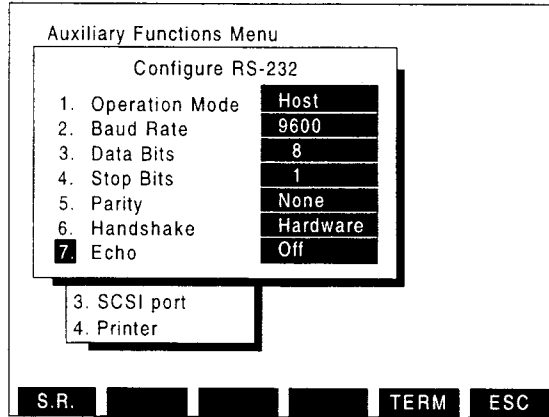 Auxiliary Functions Menu
Configure RS-232
1. Operation Mode Host
2. Baud Rate 9600
3. Data Bits 8
4. Stop Bits 1
5. Parity None
6. Handshake Hardware
7. Echo Off
3. SCSI port
4. Printer
S.R. TERM ESC